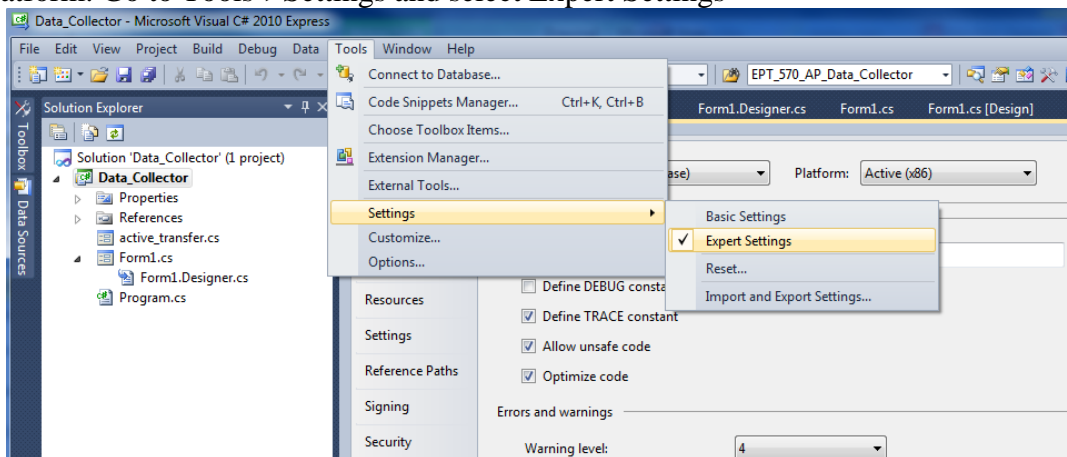 Data_Collector - Microsoft Visual C# 2010 Express
File Edit View Project Build Debug Data Tools Window Help
EPT_570_AP_Data_Collector
Solution Explorer
Toolbox
Data Sources
Solution 'Data_Collector' (1 project)
Data_Collector
Properties
References
active_transfer.cs
Form1.cs
Form1.Designer.cs
Program.cs
Connect to Database...
Code Snippets Manager... Ctrl+K, Ctrl+B
Choose Toolbox Items...
Extension Manager...
External Tools...
Settings
Customize...
Options...
Basic Settings
Expert Settings
Reset...
Import and Export Settings...
Form1.Designer.cs Form1.cs Form1.cs [Design]
ase) Platform: Active (x86)
Resources
Settings
Reference Paths
Signing
Security
Define DEBUG consta
Define TRACE constant
Allow unsafe code
Optimize code
Errors and warnings
Warning level: 4